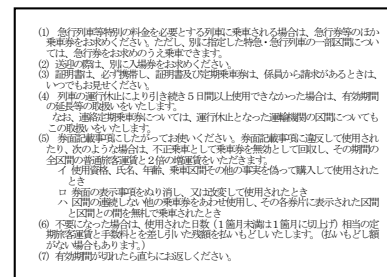 (1) 急行列車等特別の料金を必要とする列車に乗車される場合は、急行券等のほか
乗車券をお求めください。ただし、別に指定した特急・急行列車の一部区間につい
ては、急行券をお求めのうえ乗車できます。
(2) 送迎の際は、別に入場券をお求めください。
(3) 証明書は、必ず携帯し、証明書及び定期乗車券は、係員から請求があるときは、
いつでもお見せください。
(4) 列車の運行休止により引き続き5日間以上使用できなかった場合は、有効期間
の延長等の取扱いをいたします。
なお、連絡定期乗車券については、運行休止となった運輸機関の区間についても
この取扱いをいたします。
(5) 券面記載事項にしたがってお使いください。券面記載事項に違反して使用され
たり、次のような場合は、不正乗車として乗車券を無効として回収し、その期間の
全区間の普通旅客運賃と2倍の増運賃をいただきます。
イ 使用資格、氏名、年齢、乗車区間その他の事実を偽って購入して使用された
とき
ロ 券面の表示事項をぬり消し、又は改変して使用されたとき
ハ 区間の連続しない他の乗車券をあわせ使用し、その各券片に表示された区間
と区間との間を無札で乗車されたとき
(6) 不要になった場合は、使用された日数(1箇月未満は1箇月に切上げ)相当の定
期旅客運賃と手数料とを差し引いた残額を払いもどしいたします。(払いもどし額
がない場合もあります。)
(7) 有効期間が切れたら直ちにお返しください。